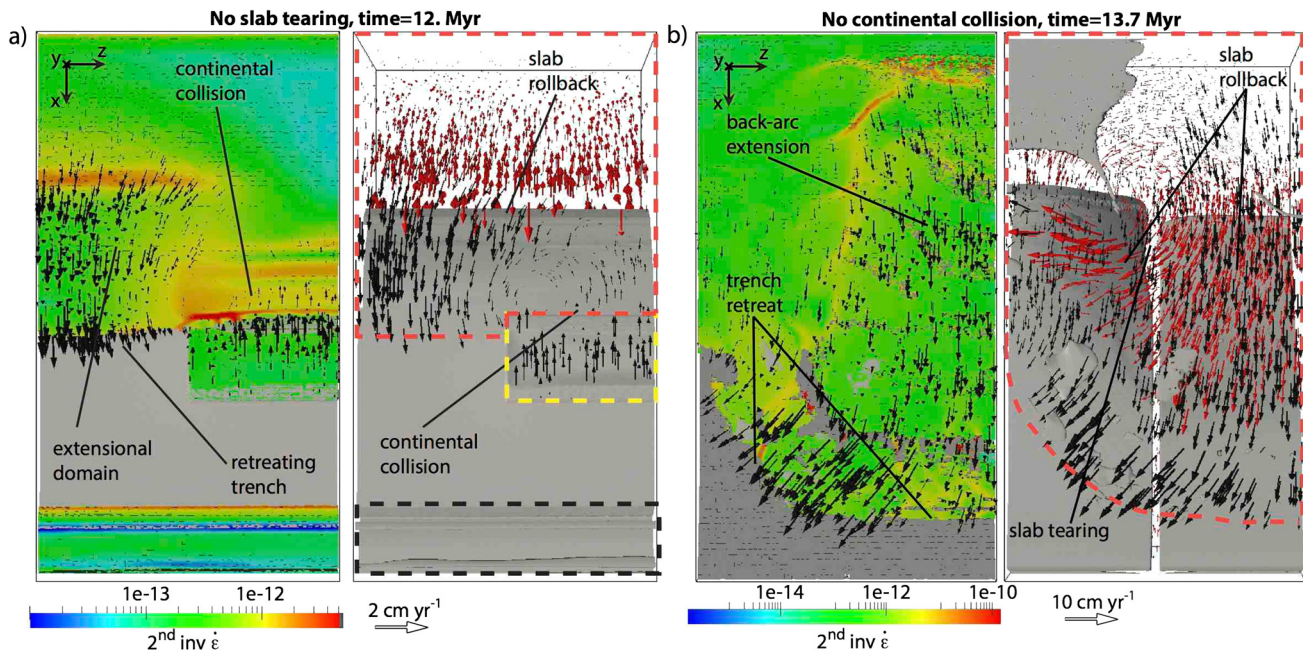 No slab tearing, time=12. Myr
a)
y
z
x
continental
collision
extensional
domain
retreating
trench
slab
rollback
continental
collision
1e-13
1e-12
2nd inv ε̇
2 cm yr-1
No continental collision, time=13.7 Myr
b)
y
z
x
back-arc
extension
trench
retreat
slab
rollback
slab tearing
1e-14
1e-12
1e-10
2nd inv ε̇
10 cm yr-1